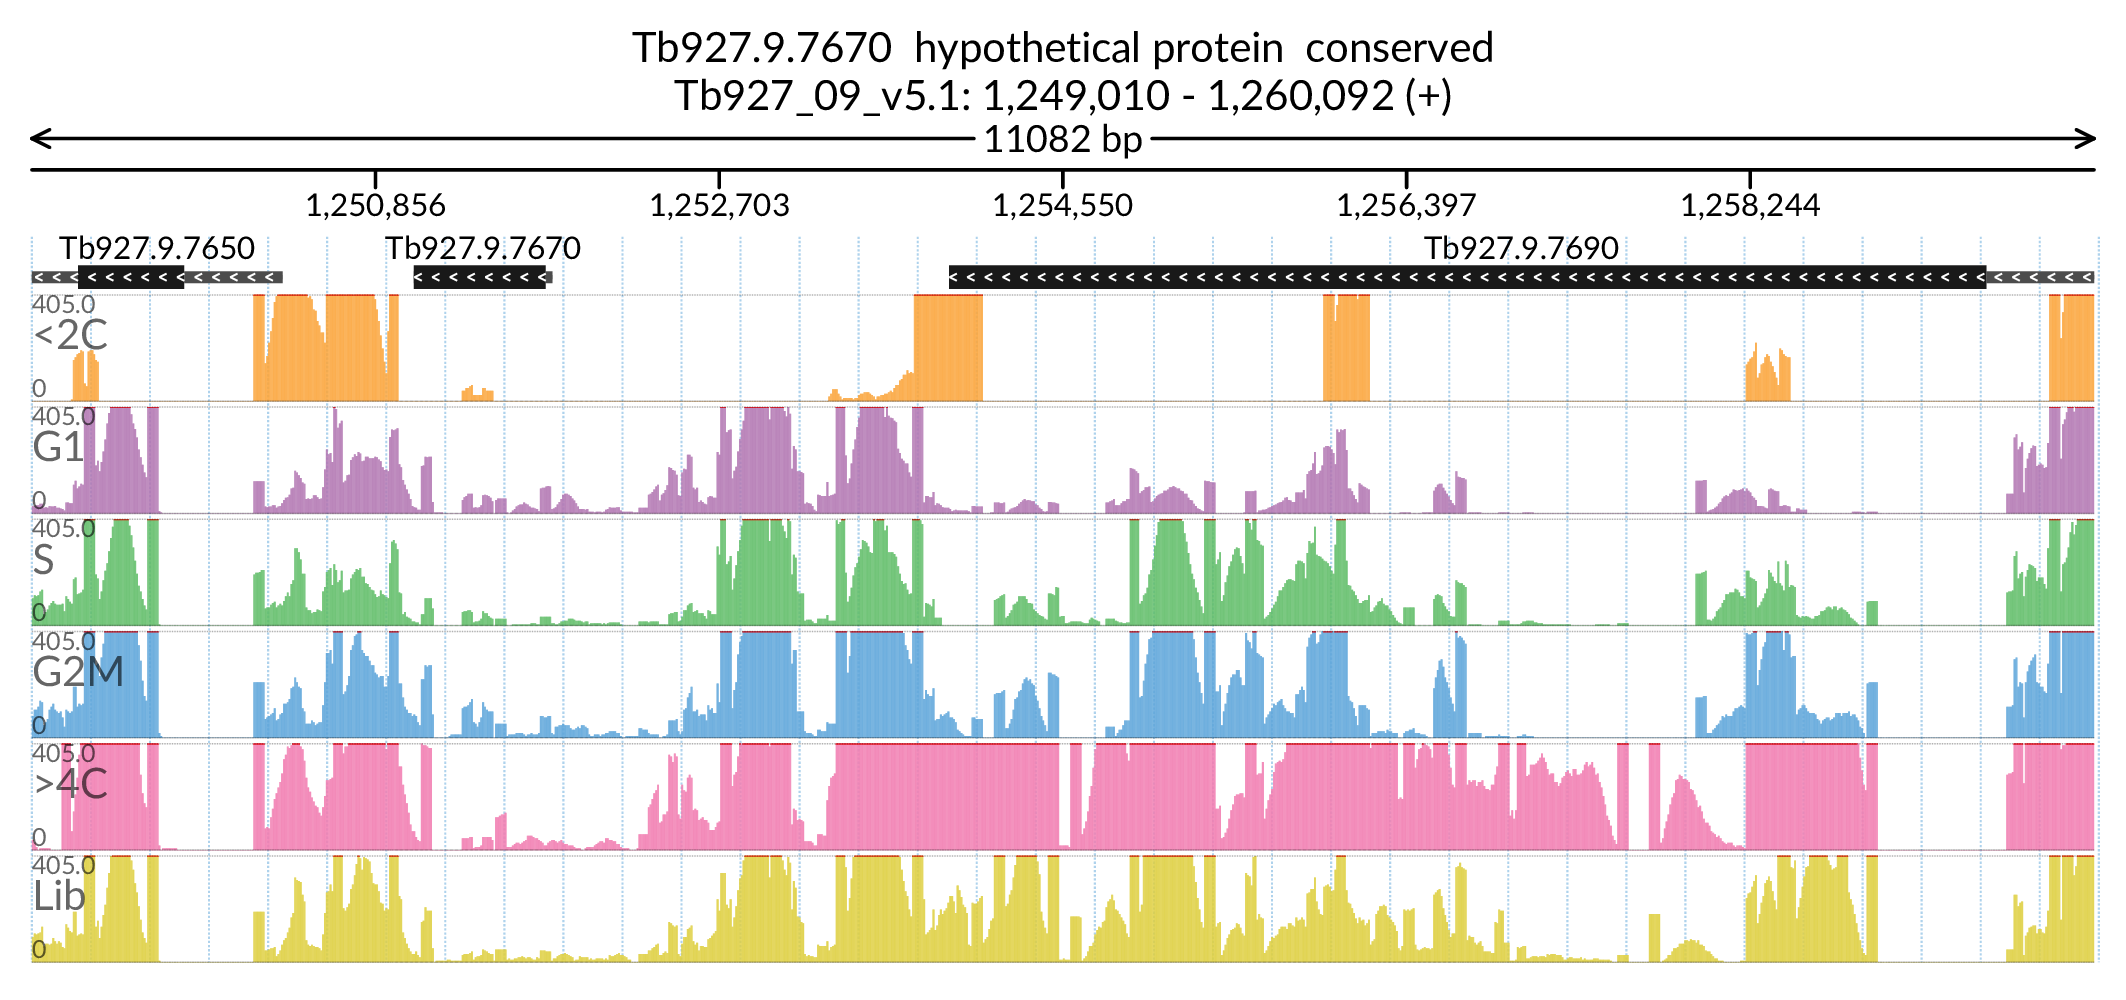 Tb927.9.7670  hypothetical protein  conserved
Tb927_09_v5.1: 1,249,010 - 1,260,092 (+)
11082 bp
1,250,856 1,252,703 1,254,550 1,256,397 1,258,244
Tb927.9.7650 Tb927.9.7670 Tb927.9.7690
405.0
<2C
0
405.0
G1
0
405.0
S
0
405.0
G2M
0
405.0
>4C
0
405.0
Lib
0